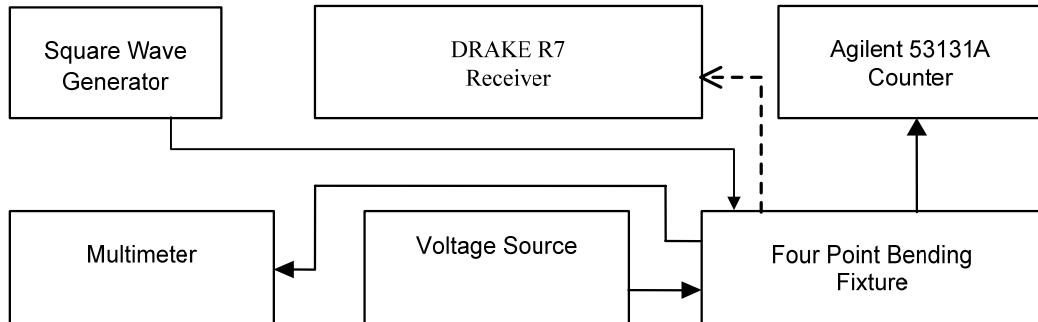 Square Wave
Generator
DRAKE R7
Receiver
Agilent 53131A
Counter
Multimeter
Voltage Source
Four Point Bending
Fixture